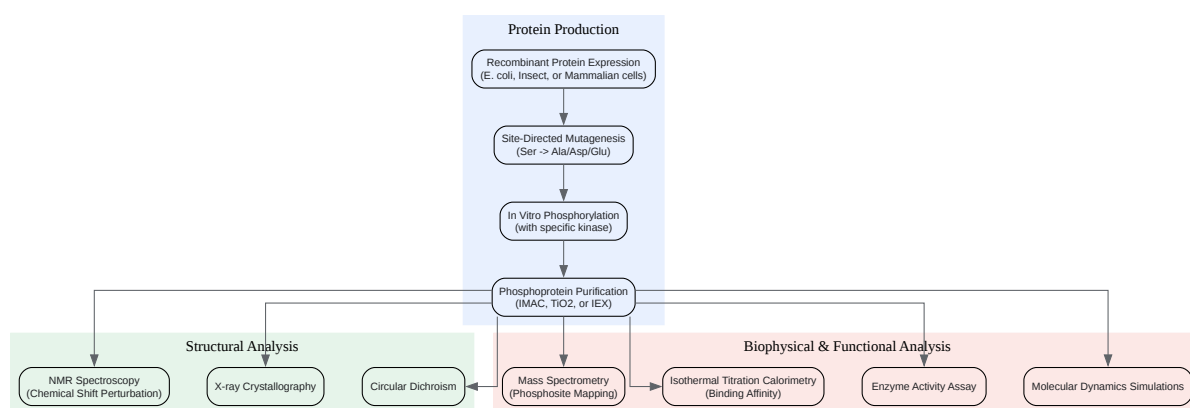 Protein Production
Recombinant Protein Expression
(E. coli, Insect, or Mammalian cells)
Site-Directed Mutagenesis
(Ser -> Ala/Asp/Glu)
In Vitro Phosphorylation
(with specific kinase)
Phosphoprotein Purification
(IMAC, TiO2, or IEX)
Structural Analysis
NMR Spectroscopy
(Chemical Shift Perturbation)
X-ray Crystallography
Circular Dichroism
Biophysical & Functional Analysis
Mass Spectrometry
(Phosphosite Mapping)
Isothermal Titration Calorimetry
(Binding Affinity)
Enzyme Activity Assay
Molecular Dynamics Simulations